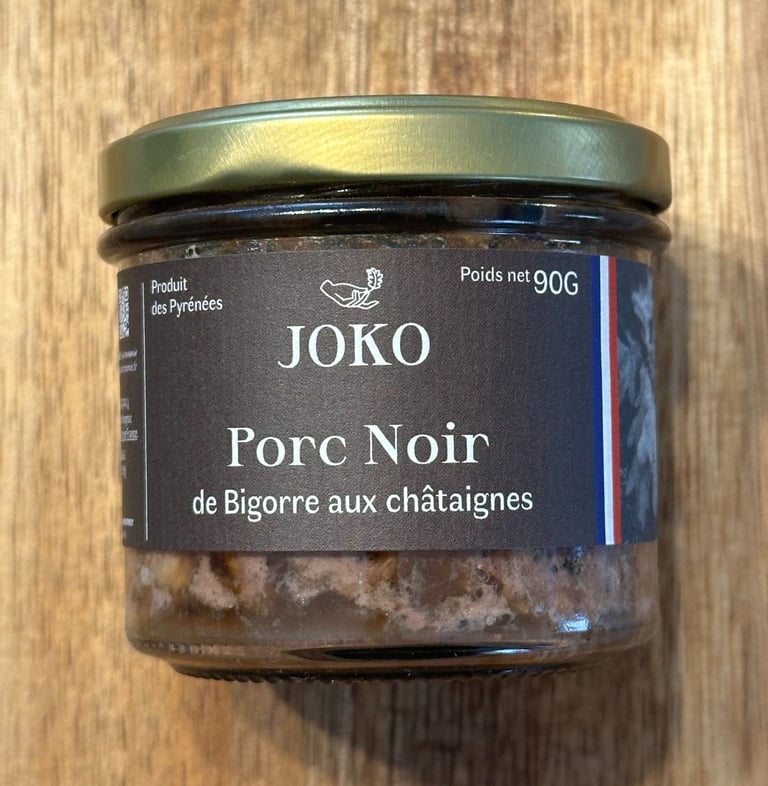 Produit
des Pyrénées
Poids net 90G
JOKO
Porc Noir
de Bigorre aux châtaignes